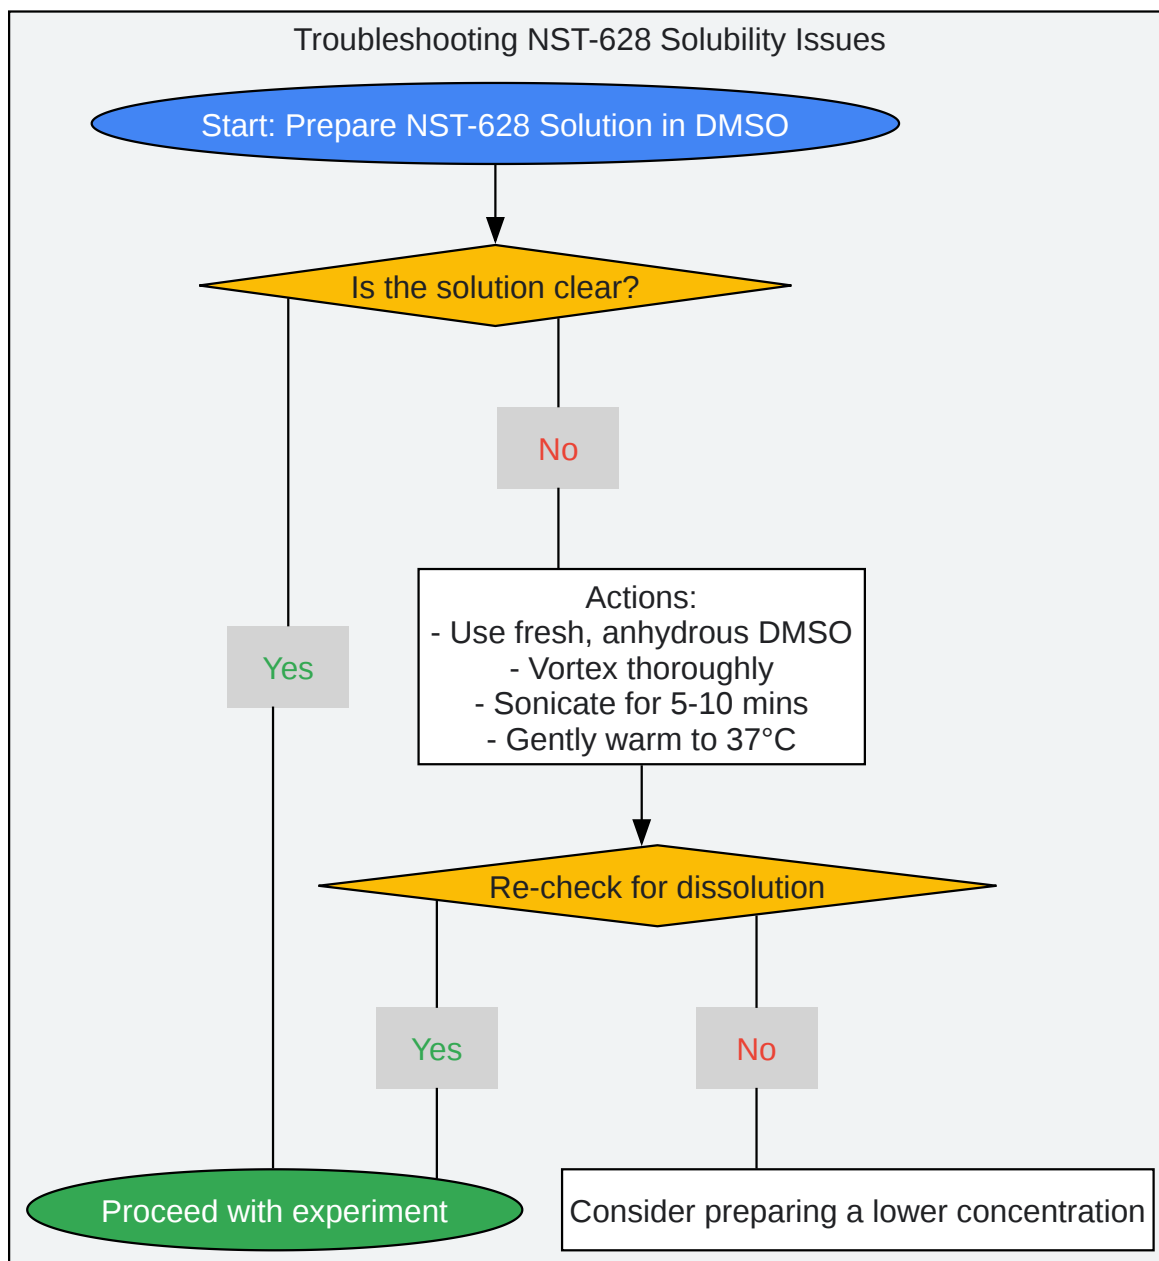 Troubleshooting NST-628 Solubility Issues
Start: Prepare NST-628 Solution in DMSO
Is the solution clear?
No
Yes
Actions:
- Use fresh, anhydrous DMSO
- Vortex thoroughly
- Sonicate for 5-10 mins
- Gently warm to 37°C
Re-check for dissolution
Yes
No
Proceed with experiment
Consider preparing a lower concentration